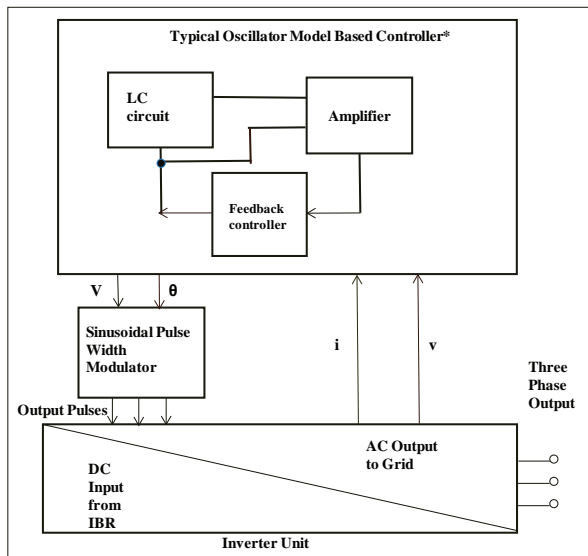 Typical Oscillator Model Based Controller*
LC
circuit
Amplifier
Feedback
controller
V
θ
Sinusoidal Pulse
Width
Modulator
i
v
Three
Phase
Output
Output Pulses
AC Output
to Grid
DC
Input
from
IBR
Inverter Unit